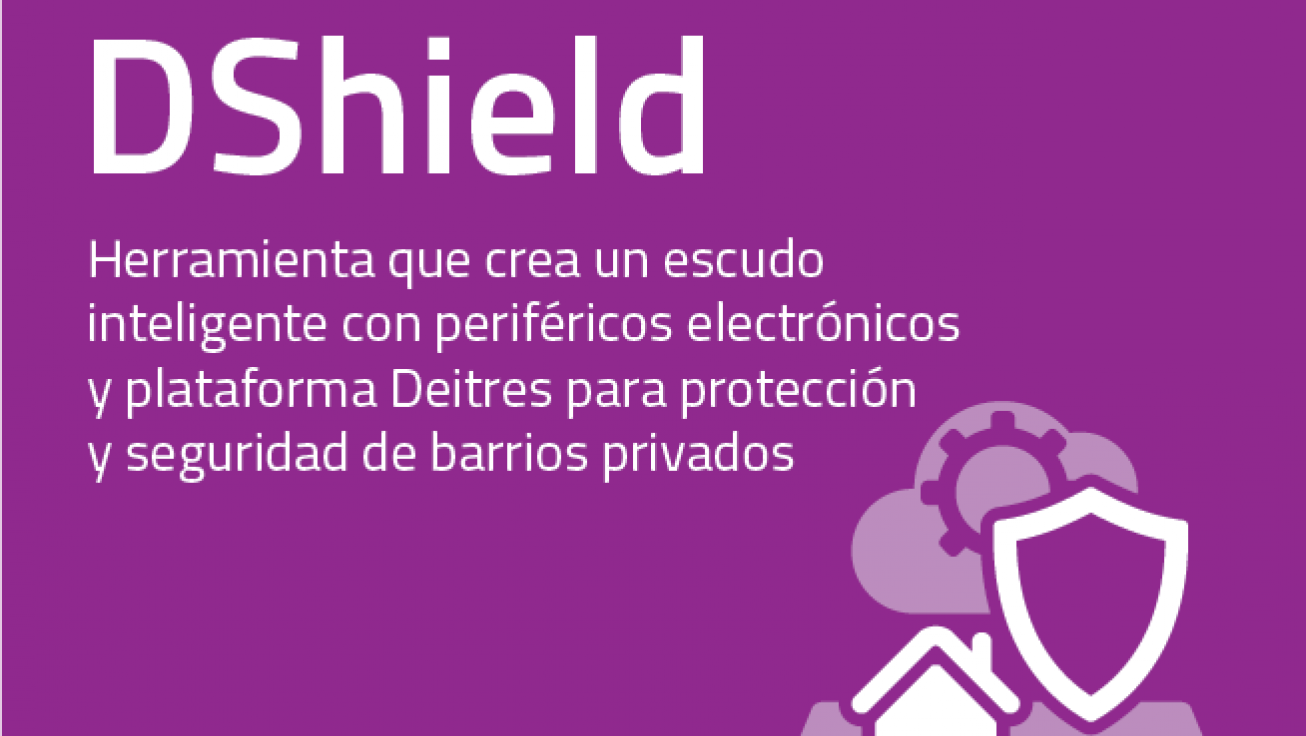 DShield
Herramienta que crea un escudo
inteligente con periféricos electrónicos
y plataforma Deitres para protección
y seguridad de barrios privados